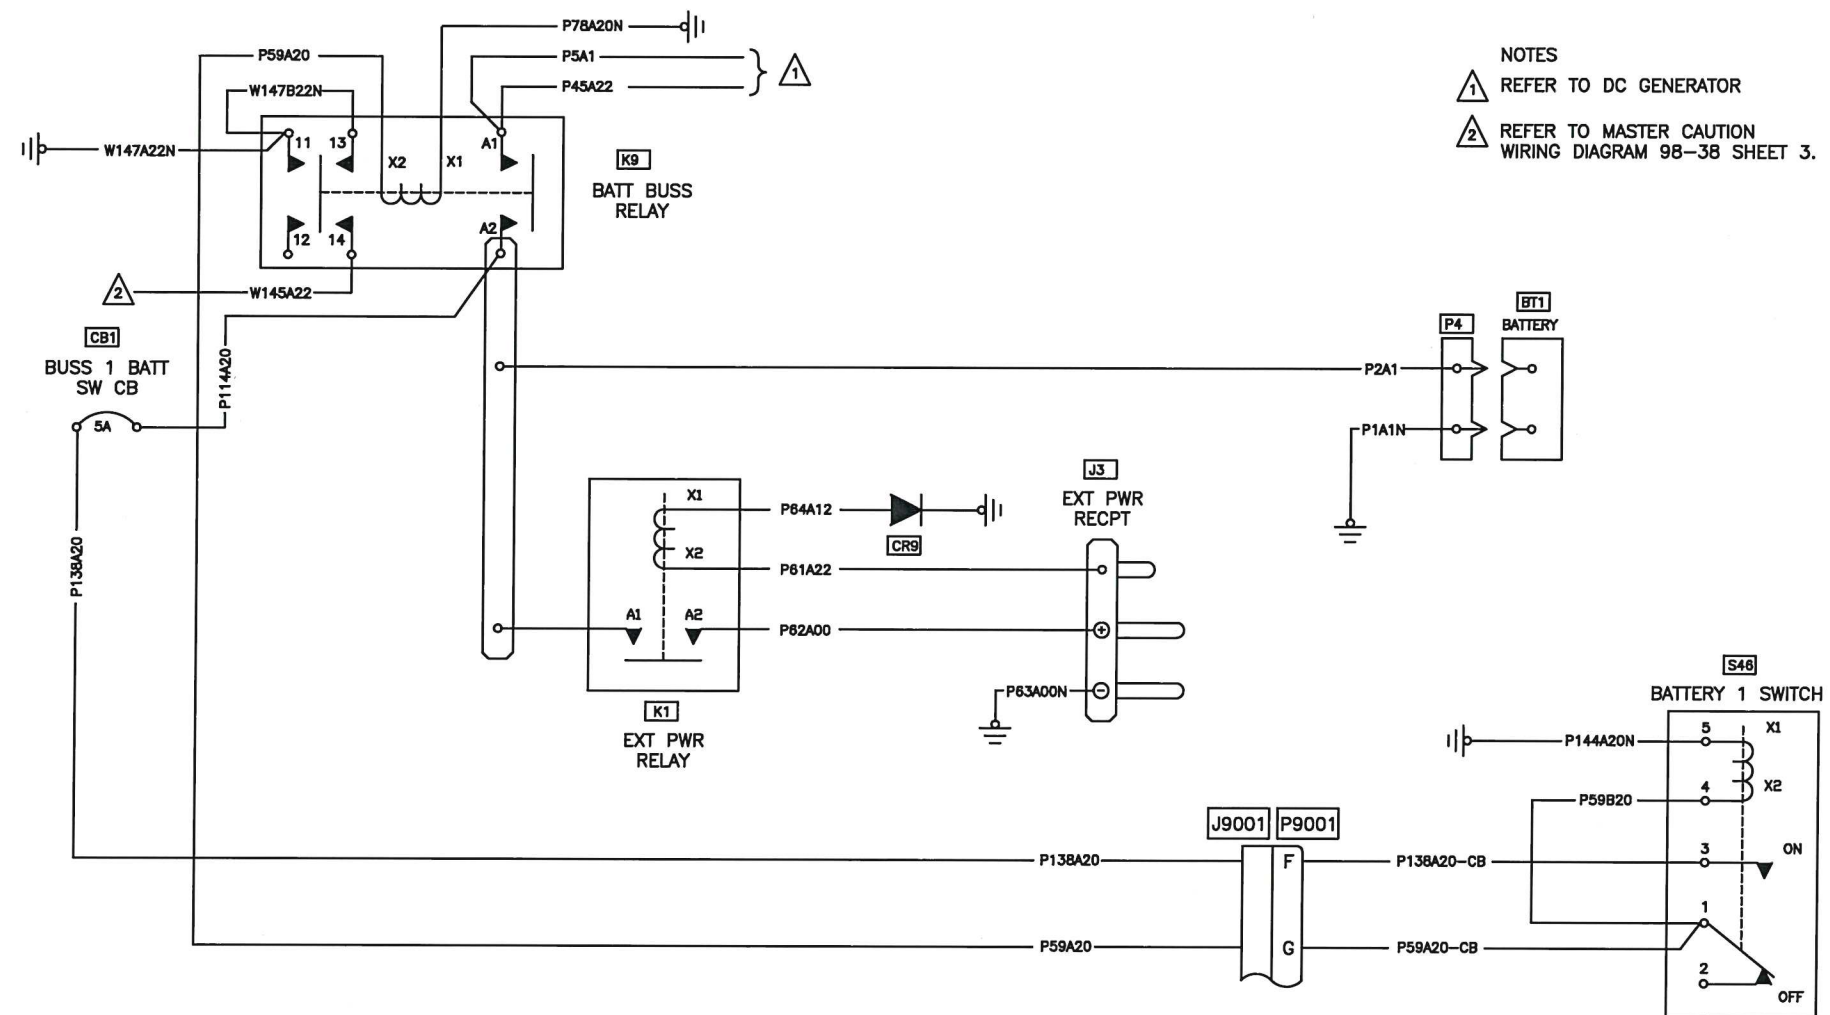 P78A20N
P59A20
P5A1
1
P45A22
W147B22N
W147A22N
11
13
X2
X1
A1
K9
BATT BUSS
RELAY
12
14
A2
2
W145A22
NOTES
1 REFER TO DC GENERATOR
2 REFER TO MASTER CAUTION
WIRING DIAGRAM 98-38 SHEET 3.
CB1
BUSS 1 BATT
SW CB
5A
P114A20
P138A20
BT1
BATTERY
P4
P2A1
P1A1N
X1
P64A12
CR9
X2
P61A22
A1
A2
P62A00
K1
EXT PWR
RELAY
J3
EXT PWR
RECPT
+
P63A00N
-
S46
BATTERY 1 SWITCH
P144A20N
5
X1
P59B20
4
X2
J9001
P9001
P138A20
F
P138A20-CB
3
ON
1
P59A20
G
P59A20-CB
2
OFF